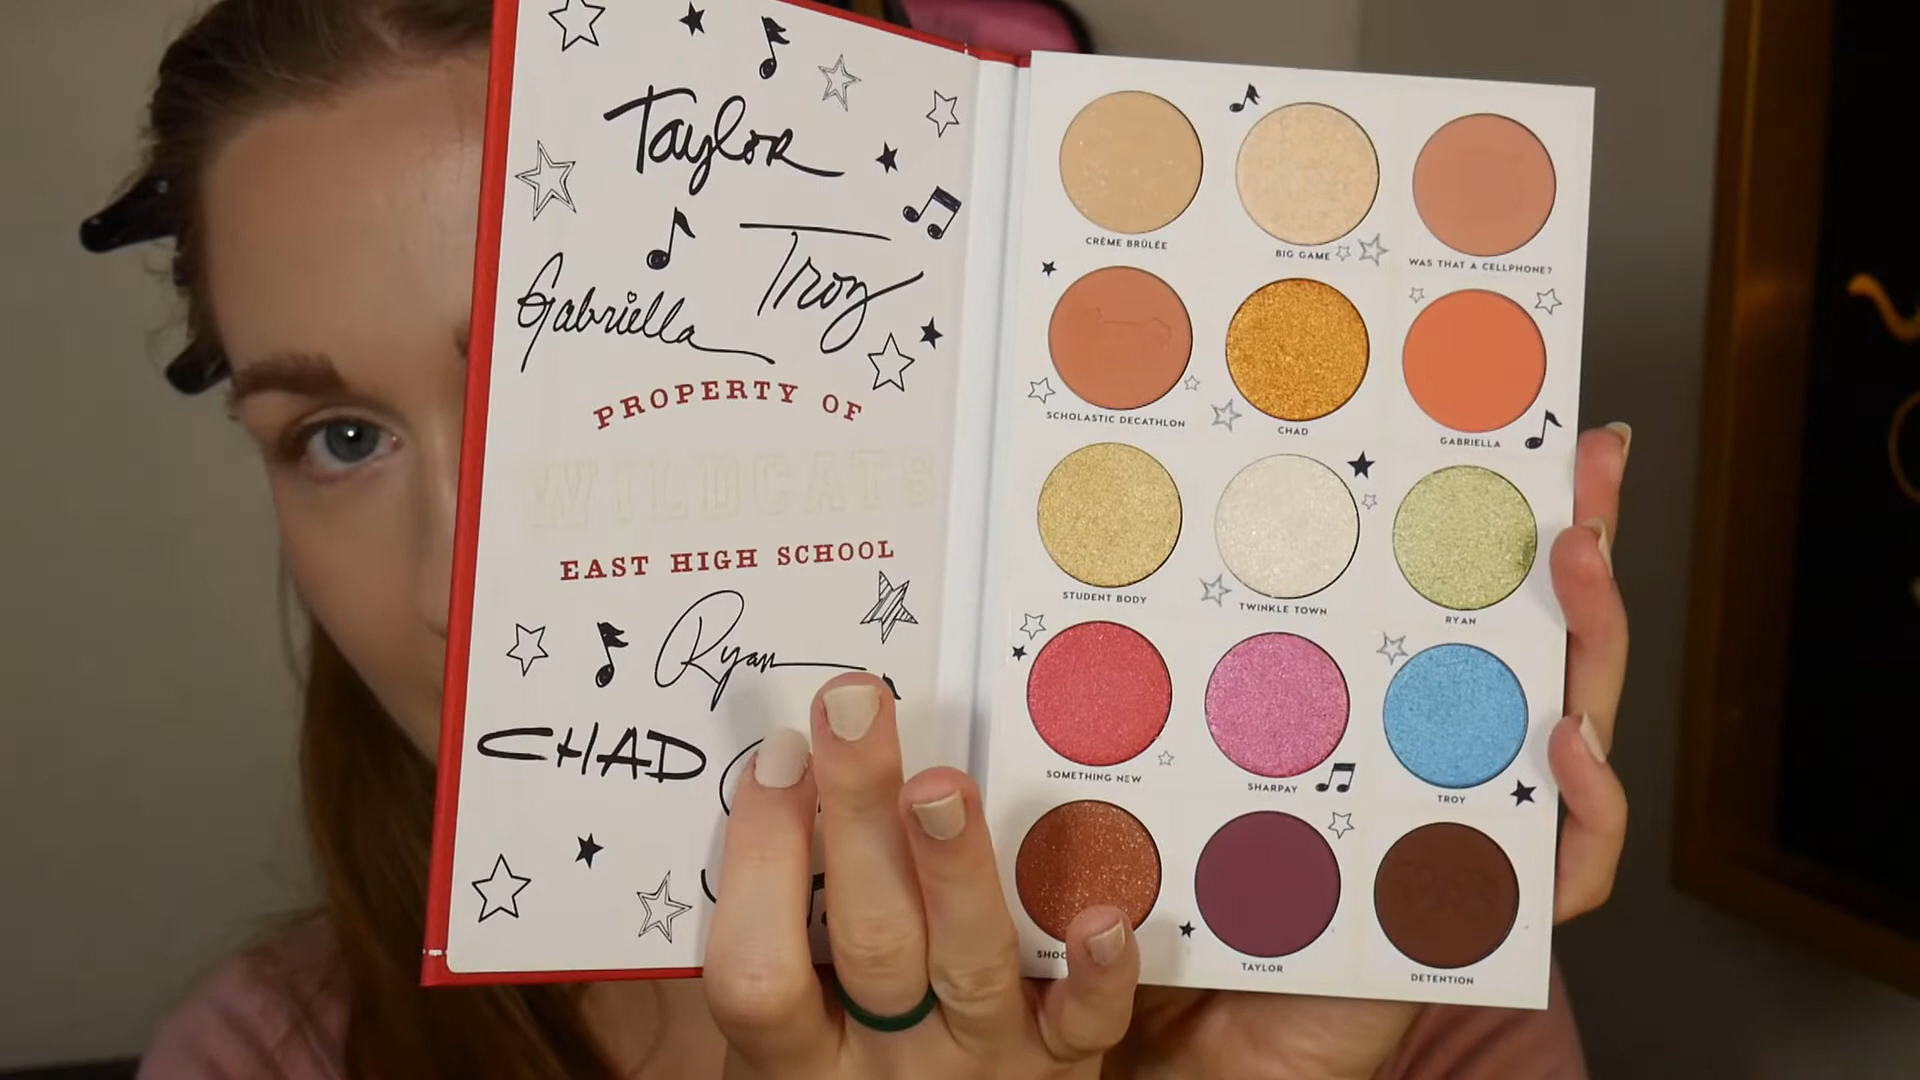 Taylor
Troy
Gabriella
PROPERTY OF
WILDCATS
EAST HIGH SCHOOL
Ryan
CHAD
CRÈME BRÛLÉE
BIG GAME
WAS THAT A CELLPHONE?
SCHOLASTIC DECATHLON
CHAD
GABRIELLA
STUDENT BODY
TWINKLE TOWN
RYAN
SOMETHING NEW
SHARPAY
TROY
TAYLOR
DETENTION